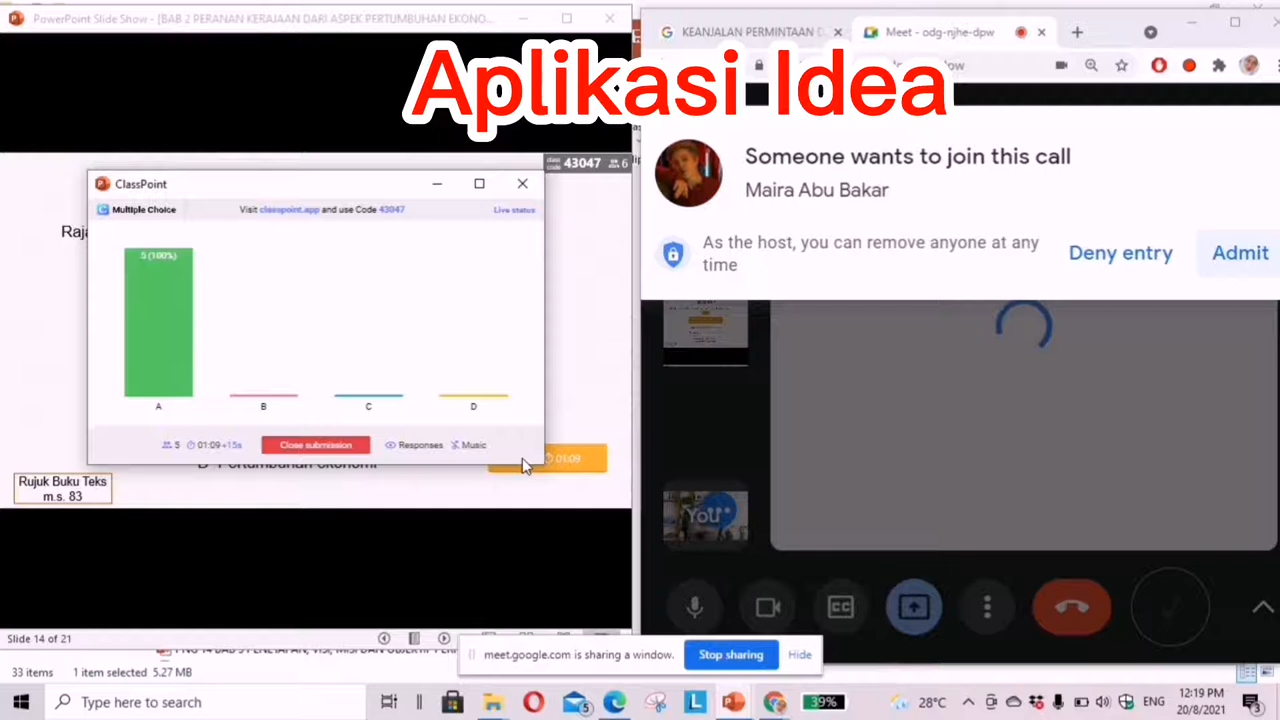 PowerPoint Slide Show - [BAB 2 PERANAN KERAJAAN DARI ASPEK PERTUMBUHAN EKONO...
KEANJALAN PERMINTAAN D
Meet - odg-njhe-dpw
Aplikasi Idea
class code 43047
6
Someone wants to join this call
Maira Abu Bakar
As the host, you can remove anyone at any
time
Deny entry
Admit
ClassPoint
Multiple Choice
Visit classpoint.app and use Code 43047
Live status
Raja
5 (100%)
A
B
C
D
5
01:09 +15s
Close submission
Responses
Music
01:09
Rujuk Buku Teks
m.s. 83
You
CC
Slide 14 of 21
meet.google.com is sharing a window.
Stop sharing
Hide
33 items
1 item selected 5.27 MB
Type here to search
5
L
39%
28°C
ENG
12:19 PM
20/8/2021
3